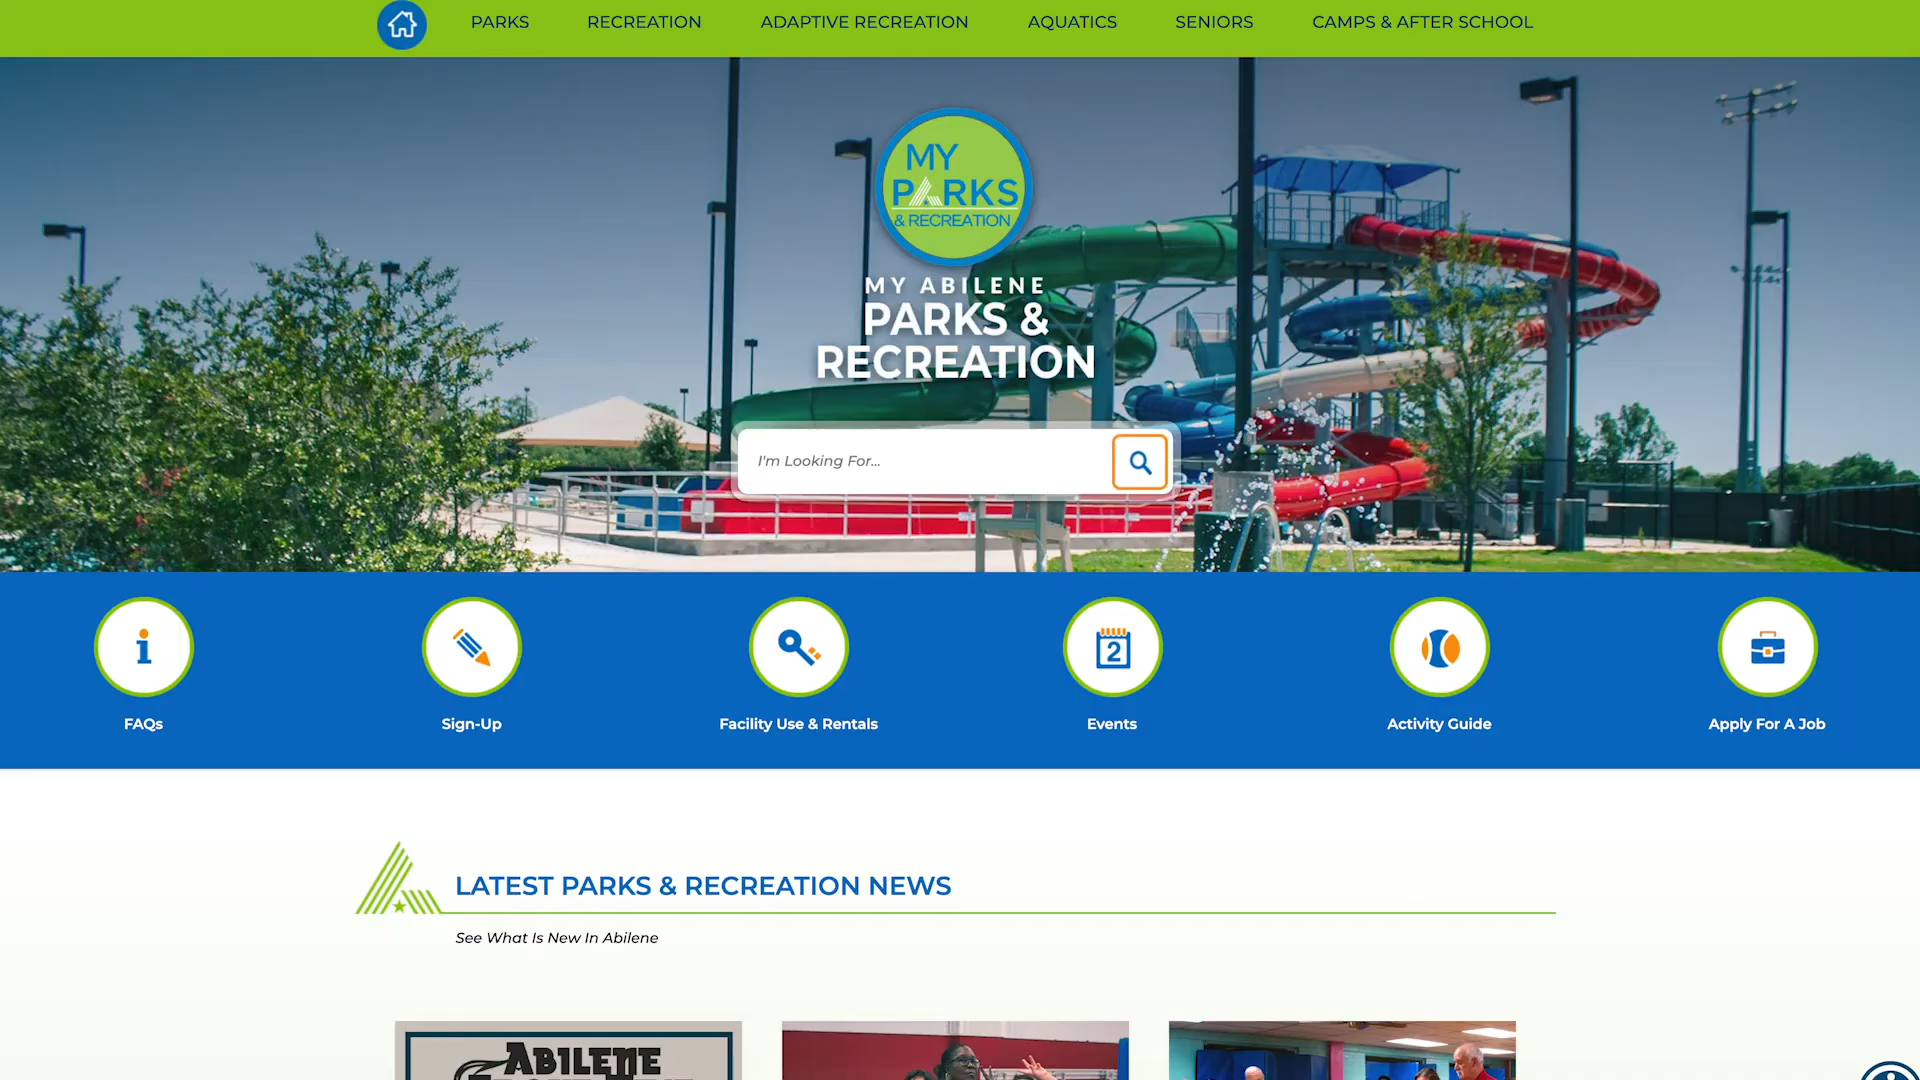 PARKS
RECREATION
ADAPTIVE RECREATION
AQUATICS
SENIORS
CAMPS & AFTER SCHOOL
MY
PARKS
& RECREATION
MY ABILENE
PARKS &
RECREATION
I'm Looking For...
2
FAQs
Sign-Up
Facility Use & Rentals
Events
Activity Guide
Apply For A Job
LATEST PARKS & RECREATION NEWS
See What Is New In Abilene
ABILENE